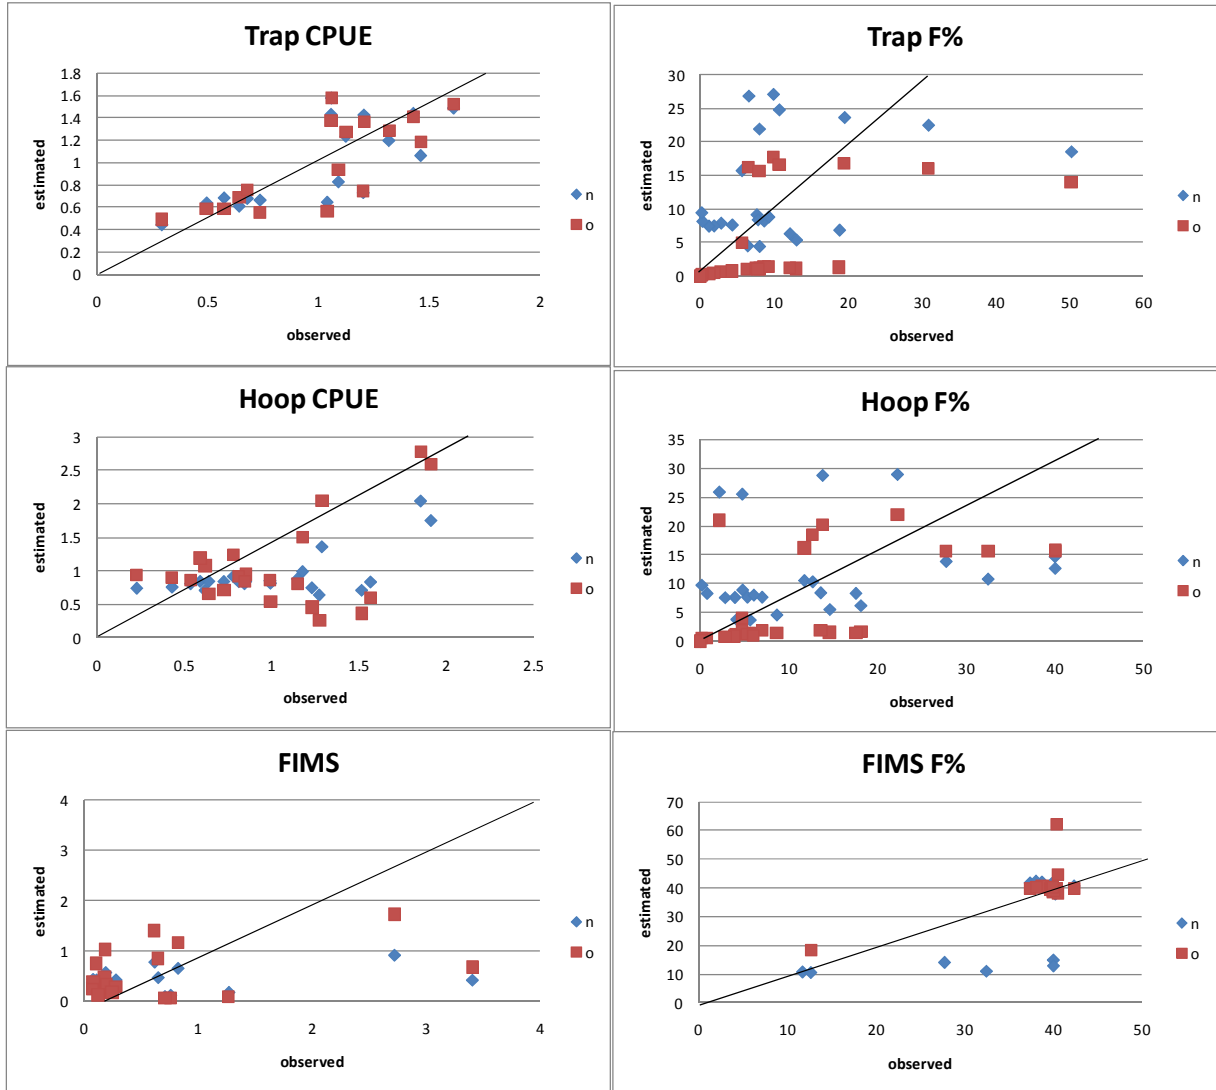 Trap CPUE
estimated
1.8
1.6
1.4
1.2
1
0.8
0.6
0.4
0.2
0
0 0.5 1 1.5 2
observed
n
o
Trap F%
estimated
30
25
20
15
10
5
0
0 10 20 30 40 50 60
observed
n
o
Hoop CPUE
estimated
3
2.5
2
1.5
1
0.5
0
0 0.5 1 1.5 2 2.5
observed
n
o
Hoop F%
estimated
35
30
25
20
15
10
5
0
0 10 20 30 40 50
observed
n
o
FIMS
estimated
4
3
2
1
0
0 1 2 3 4
observed
n
o
FIMS F%
estimated
70
60
50
40
30
20
10
0
0 10 20 30 40 50
observed
n
o